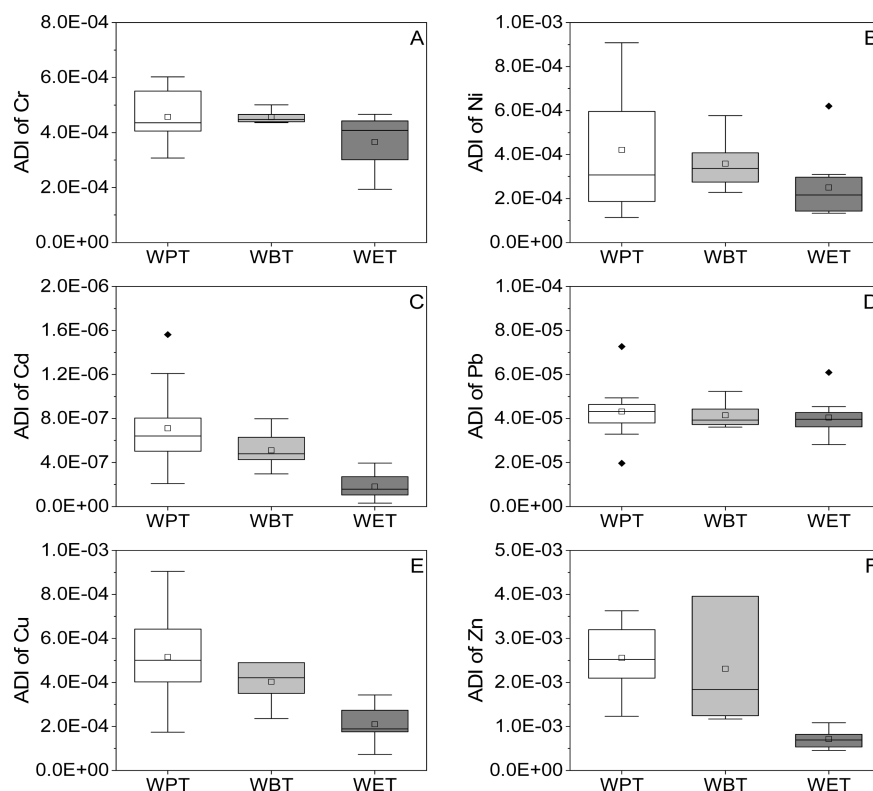 8.0E-04
6.0E-04
4.0E-04
2.0E-04
0.0E+00
ADI of Cr
A
WPT WBT WET
1.0E-03
8.0E-04
6.0E-04
4.0E-04
2.0E-04
0.0E+00
ADI of Ni
B
WPT WBT WET
2.0E-06
1.6E-06
1.2E-06
8.0E-07
4.0E-07
0.0E+00
ADI of Cd
C
WPT WBT WET
1.0E-04
8.0E-05
6.0E-05
4.0E-05
2.0E-05
0.0E+00
ADI of Pb
D
WPT WBT WET
1.0E-03
8.0E-04
6.0E-04
4.0E-04
2.0E-04
0.0E+00
ADI of Cu
E
WPT WBT WET
5.0E-03
4.0E-03
3.0E-03
2.0E-03
1.0E-03
0.0E+00
ADI of Zn
F
WPT WBT WET